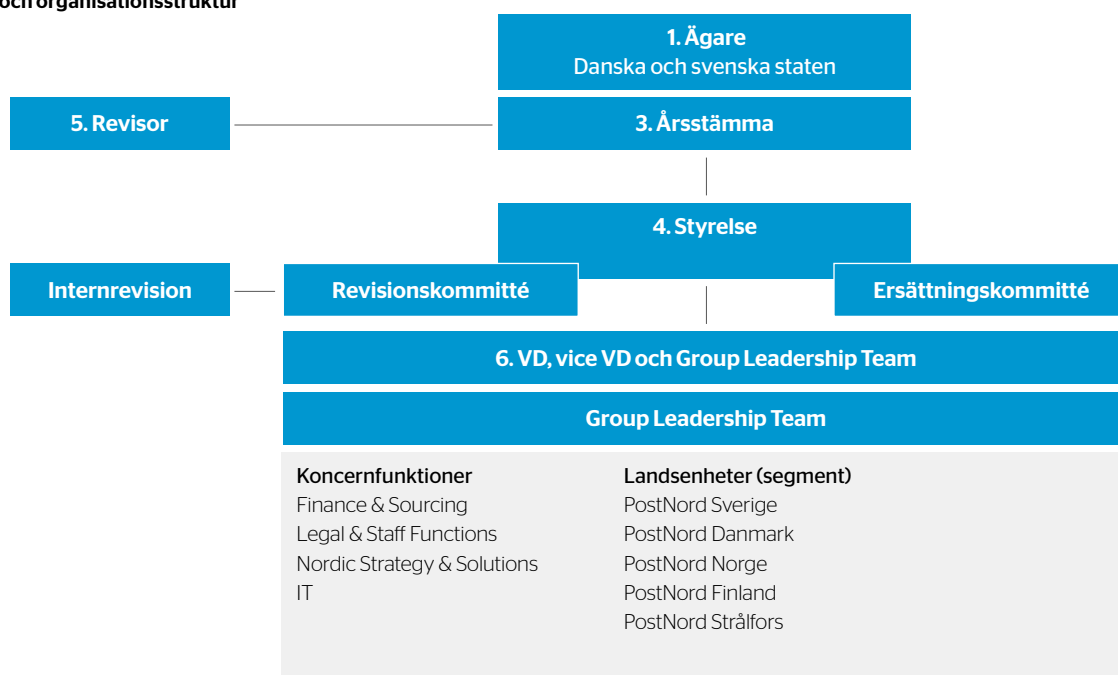 och organisationsstruktur
1. Ägare
Danska och svenska staten
5. Revisor
3. Årsstämma
4. Styrelse
Internrevision
Revisionskommitté
Ersättningskommitté
6. VD, vice VD och Group Leadership Team
Group Leadership Team
Koncernfunktioner
Finance & Sourcing
Legal & Staff Functions
Nordic Strategy & Solutions
IT
Landsenheter (segment)
PostNord Sverige
PostNord Danmark
PostNord Norge
PostNord Finland
PostNord Strålfors